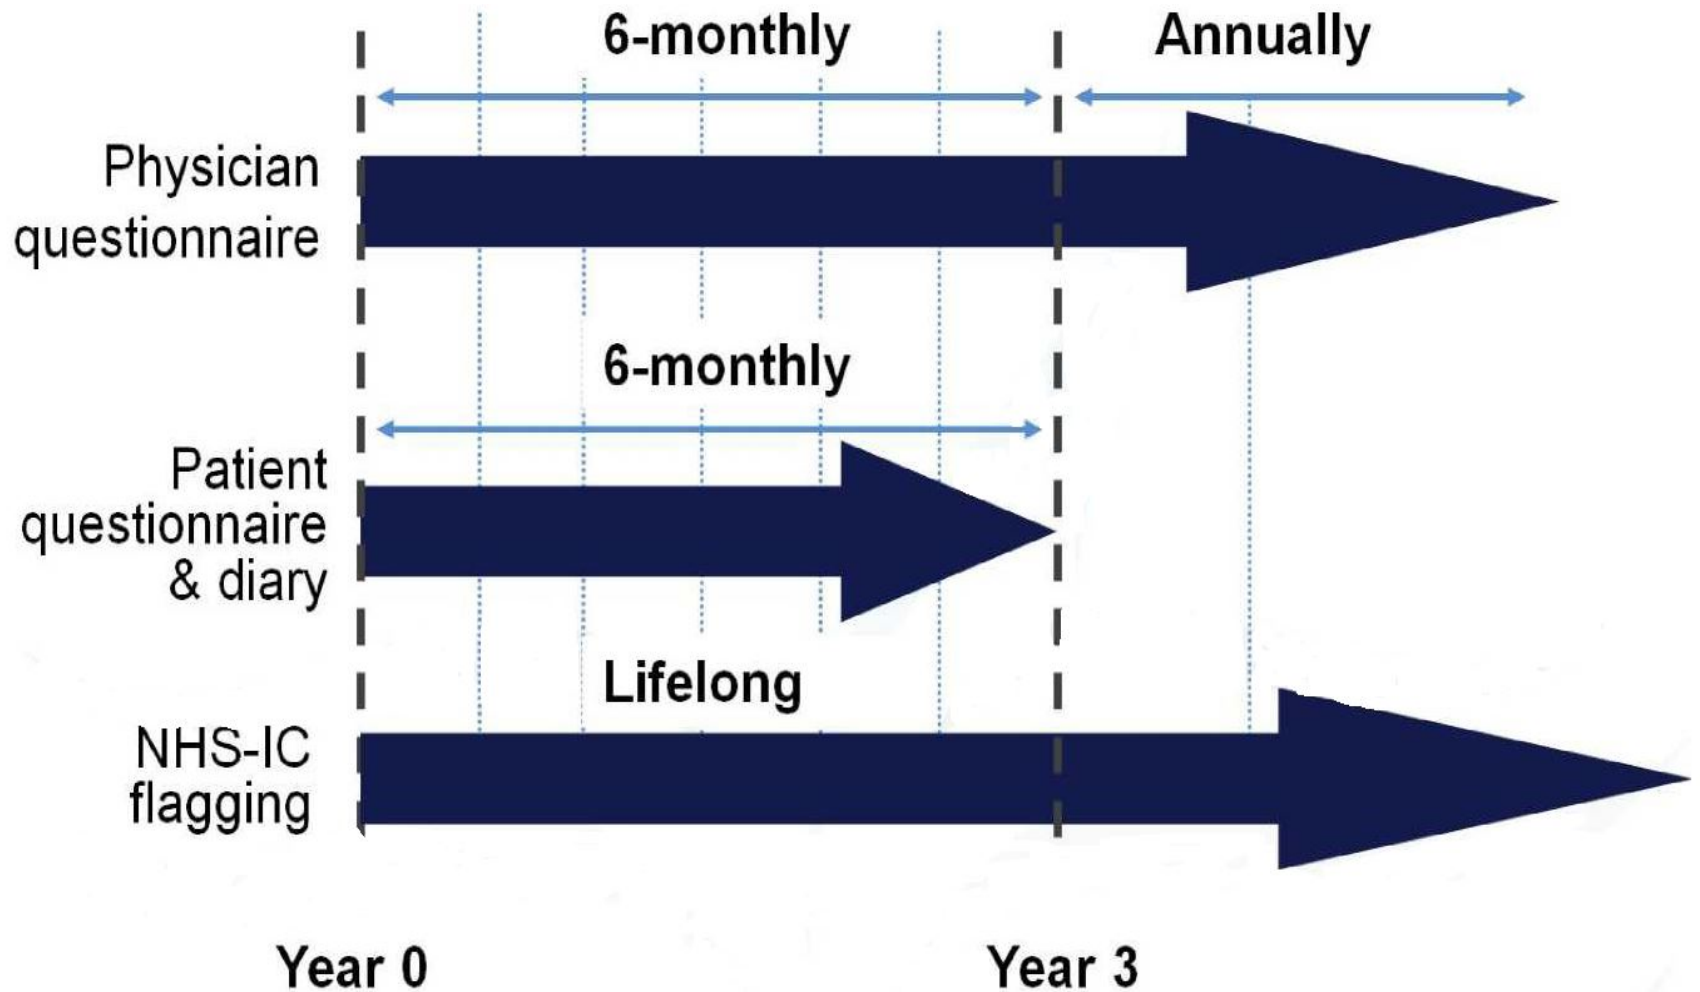 6-monthly
Annually
Physician
questionnaire
6-monthly
Patient
questionnaire
& diary
Lifelong
NHS-IC
flagging
Year 0
Year 3